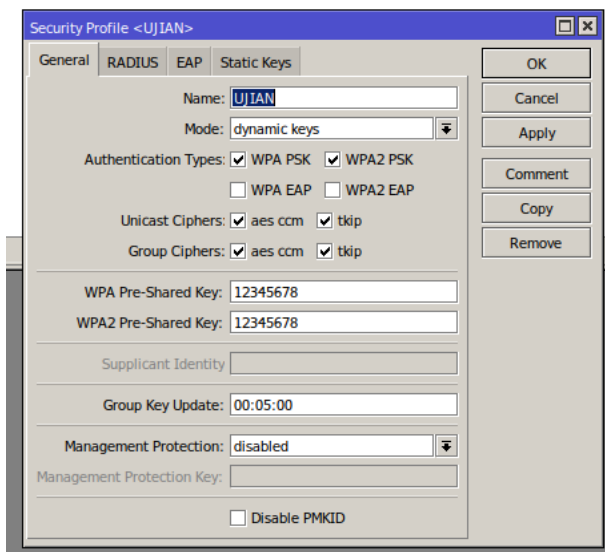 Security Profile <UJIAN>
General RADIUS EAP Static Keys
OK
Name: UJIAN
Cancel
Mode: dynamic keys
Apply
Authentication Types: WPA PSK WPA2 PSK
WPA EAP WPA2 EAP
Comment
Unicast Ciphers: aes ccm tkip
Copy
Group Ciphers: aes ccm tkip
Remove
WPA Pre-Shared Key: 12345678
WPA2 Pre-Shared Key: 12345678
Supplicant Identity
Group Key Update: 00:05:00
Management Protection: disabled
Management Protection Key:
Disable PMKID